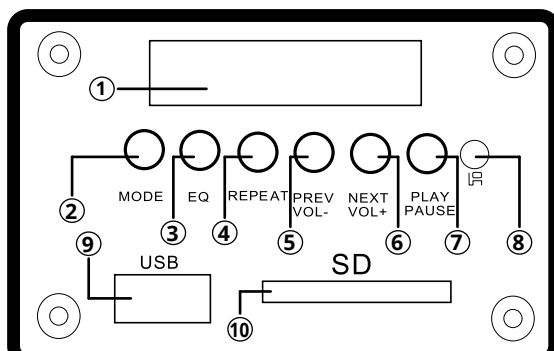 ①
MODE
EQ
REPEAT
PREV
VOL-
NEXT
VOL+
PLAY
PAUSE
②
③
④
⑤
⑥
⑦
⑧
⑨
USB
SD
⑩